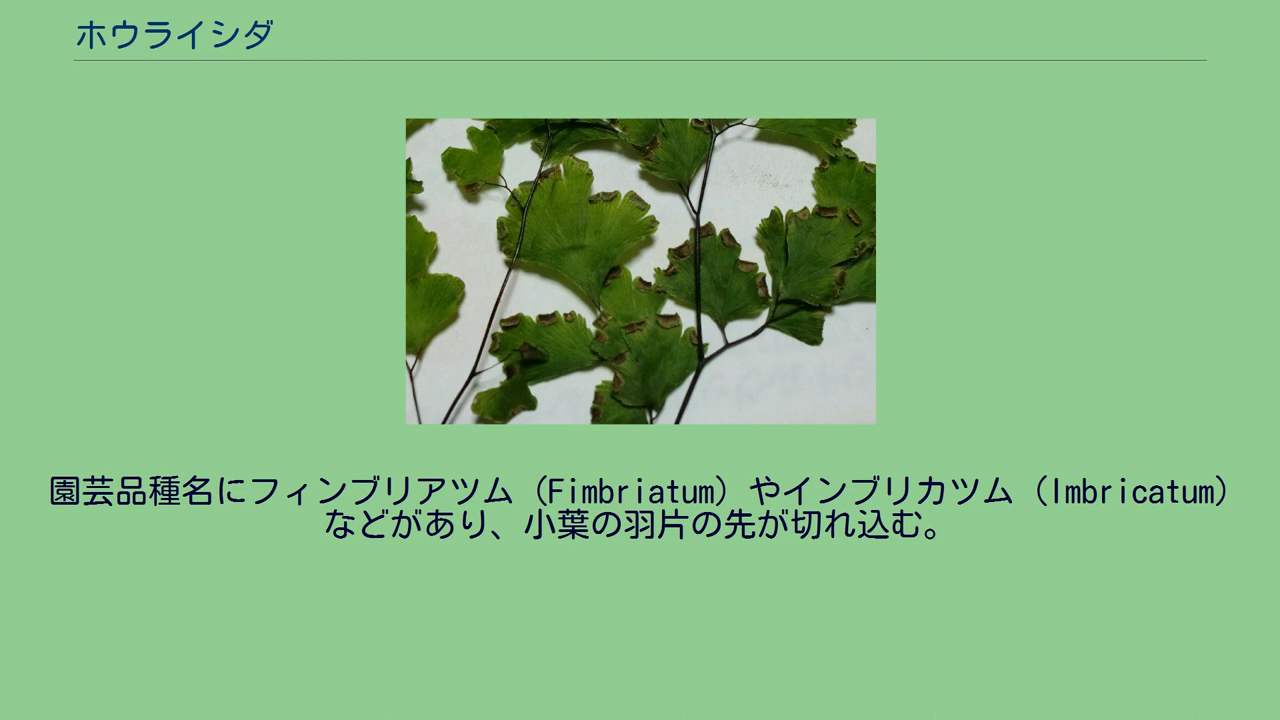 ホウライシダ
園芸品種名にフィンブリアツム（Fimbriatum）やインブリカツム（Imbricatum）
などがあり、小葉の羽片の先が切れ込む。